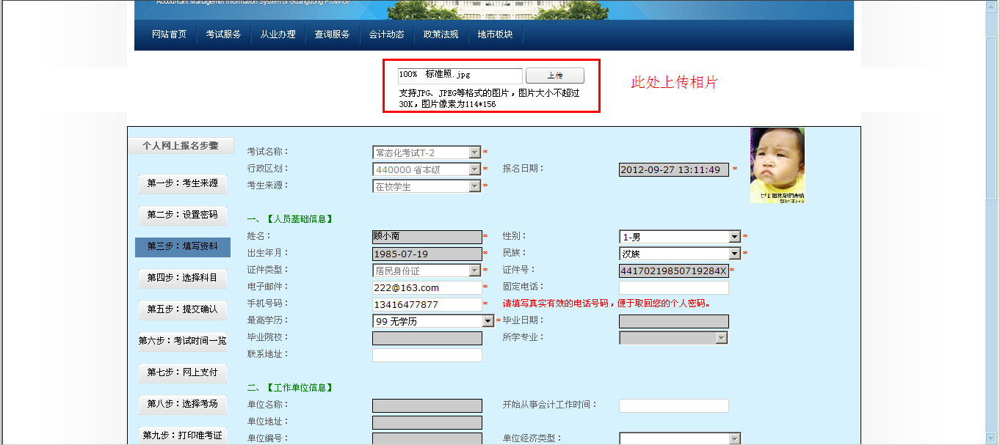 Accountant Managemet Information System of Guangdong Province
网站首页 考试服务 从业办理 查询服务 会计动态 政策法规 地市板块
100% 标准照.jpg 上传
此处上传相片
支持JPG、JPEG等格式的图片，图片大小不超过
30K，图片像素为114*156
个人网上报名步骤
第一步：考生来源
第二步：设置密码
第三步：填写资料
第四步：选择科目
第五步：提交确认
第六步：考试时间一览
第七步：网上支付
第八步：选择考场
第九步：打印准考证
考试名称： 常态化考试T-2 *
行政区划： 440000 省本级 * 报名日期： 2012-09-27 13:11:49 *
考生来源： 在校学生 *
一、【人员基础信息】
姓名： 顾小南 * 性别： 1-男 *
出生年月： 1985-07-19 * 民族： 汉族 *
证件类型： 居民身份证 * 证件号： 44170219850719284X *
电子邮件： 222@163.com * 固定电话：
手机号码： 13416477877 * 请填写真实有效的电话号码，便于取回您的个人密码。
最高学历： 99 无学历 * 毕业日期：
毕业院校： 所学专业：
联系地址：
二、【工作单位信息】
单位名称： 开始从事会计工作时间：
单位地址：
单位编号： 单位经济类型：